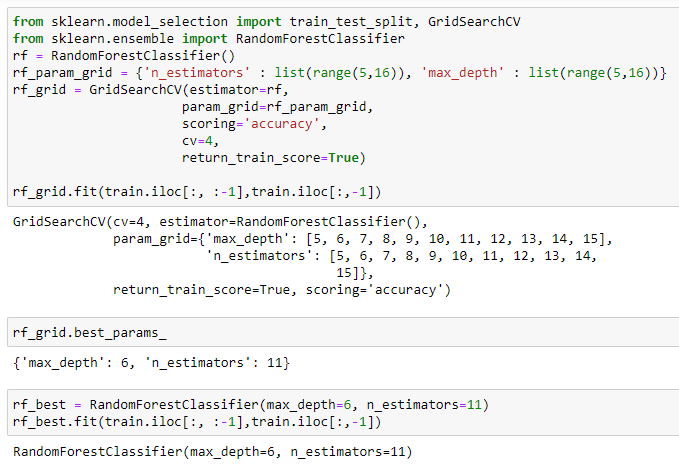 from sklearn.model_selection import train_test_split, GridSearchCV
from sklearn.ensemble import RandomForestClassifier
rf = RandomForestClassifier()
rf_param_grid = {'n_estimators' : list(range(5,16)), 'max_depth' : list(range(5,16))}
rf_grid = GridSearchCV(estimator=rf,
                      param_grid=rf_param_grid,
                      scoring='accuracy',
                      cv=4,
                      return_train_score=True)

rf_grid.fit(train.iloc[:, :-1],train.iloc[:,-1])
GridSearchCV(cv=4, estimator=RandomForestClassifier(),
             param_grid={'max_depth': [5, 6, 7, 8, 9, 10, 11, 12, 13, 14, 15],
                         'n_estimators': [5, 6, 7, 8, 9, 10, 11, 12, 13, 14,
                                          15]},
             return_train_score=True, scoring='accuracy')
rf_grid.best_params_
{'max_depth': 6, 'n_estimators': 11}
rf_best = RandomForestClassifier(max_depth=6, n_estimators=11)
rf_best.fit(train.iloc[:, :-1],train.iloc[:,-1])
RandomForestClassifier(max_depth=6, n_estimators=11)